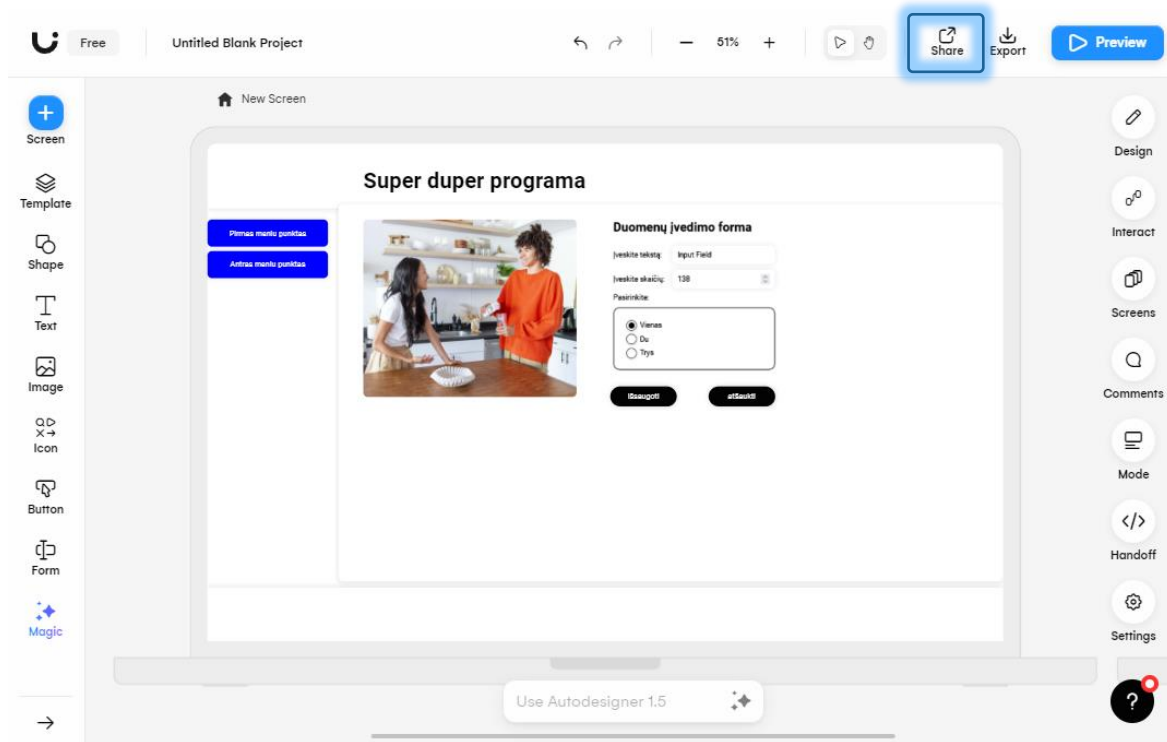 Free
Untitled Blank Project
51%
Share
Export
Preview
Screen
Template
Shape
Text
Image
Icon
Button
Form
Magic
New Screen
Super duper programa
Pirmas meniu punktas
Antras meniu punktas
Duomenų įvedimo forma
Įveskite tekstą: Input Field
Įveskite skaičių: 138
Pasirinkite:
Vienas
Du
Trys
išsaugoti
atšaukti
Use Autodesigner 1.5
Design
Interact
Screens
Comments
Mode
Handoff
Settings